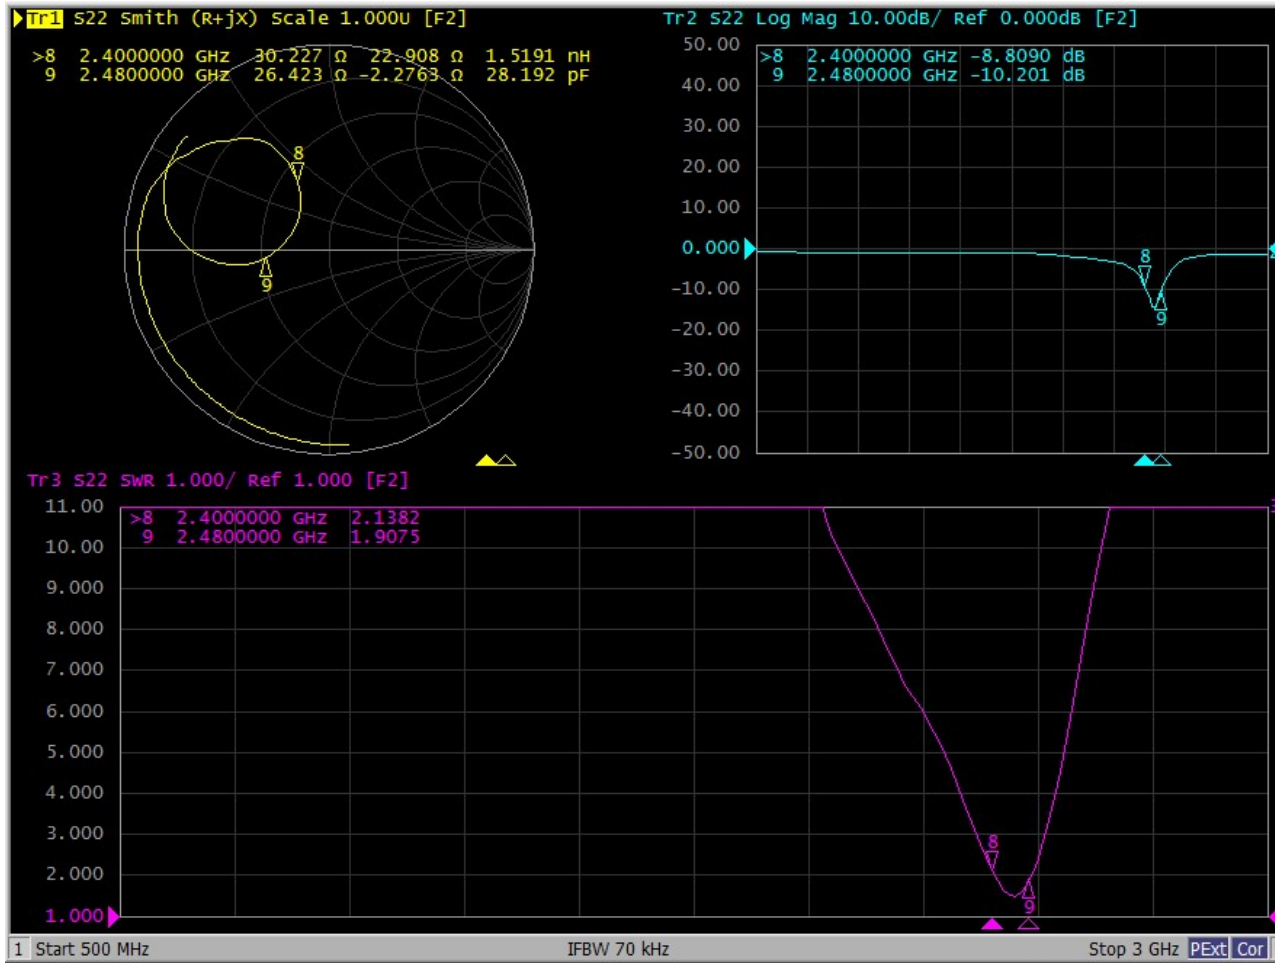 Tr1 S22 Smith (R+jX) Scale 1.000U [F2]
>8 2.4000000 GHz 30.227 Ω 22.908 Ω 1.5191 nH
9 2.4800000 GHz 26.423 Ω -2.2763 Ω 28.192 pF
8
9
Tr2 S22 Log Mag 10.00dB/ Ref 0.000dB [F2]
50.00
>8 2.4000000 GHz -8.8090 dB
9 2.4800000 GHz -10.201 dB
40.00
30.00
20.00
10.00
0.000
8
-10.00
9
-20.00
-30.00
-40.00
-50.00
Tr3 S22 SWR 1.000/ Ref 1.000 [F2]
11.00
>8 2.4000000 GHz 2.1382
9 2.4800000 GHz 1.9075
10.00
9.000
8.000
7.000
6.000
5.000
4.000
3.000
8
2.000
9
1.000
1 Start 500 MHz IFBW 70 kHz Stop 3 GHz PExt Cor